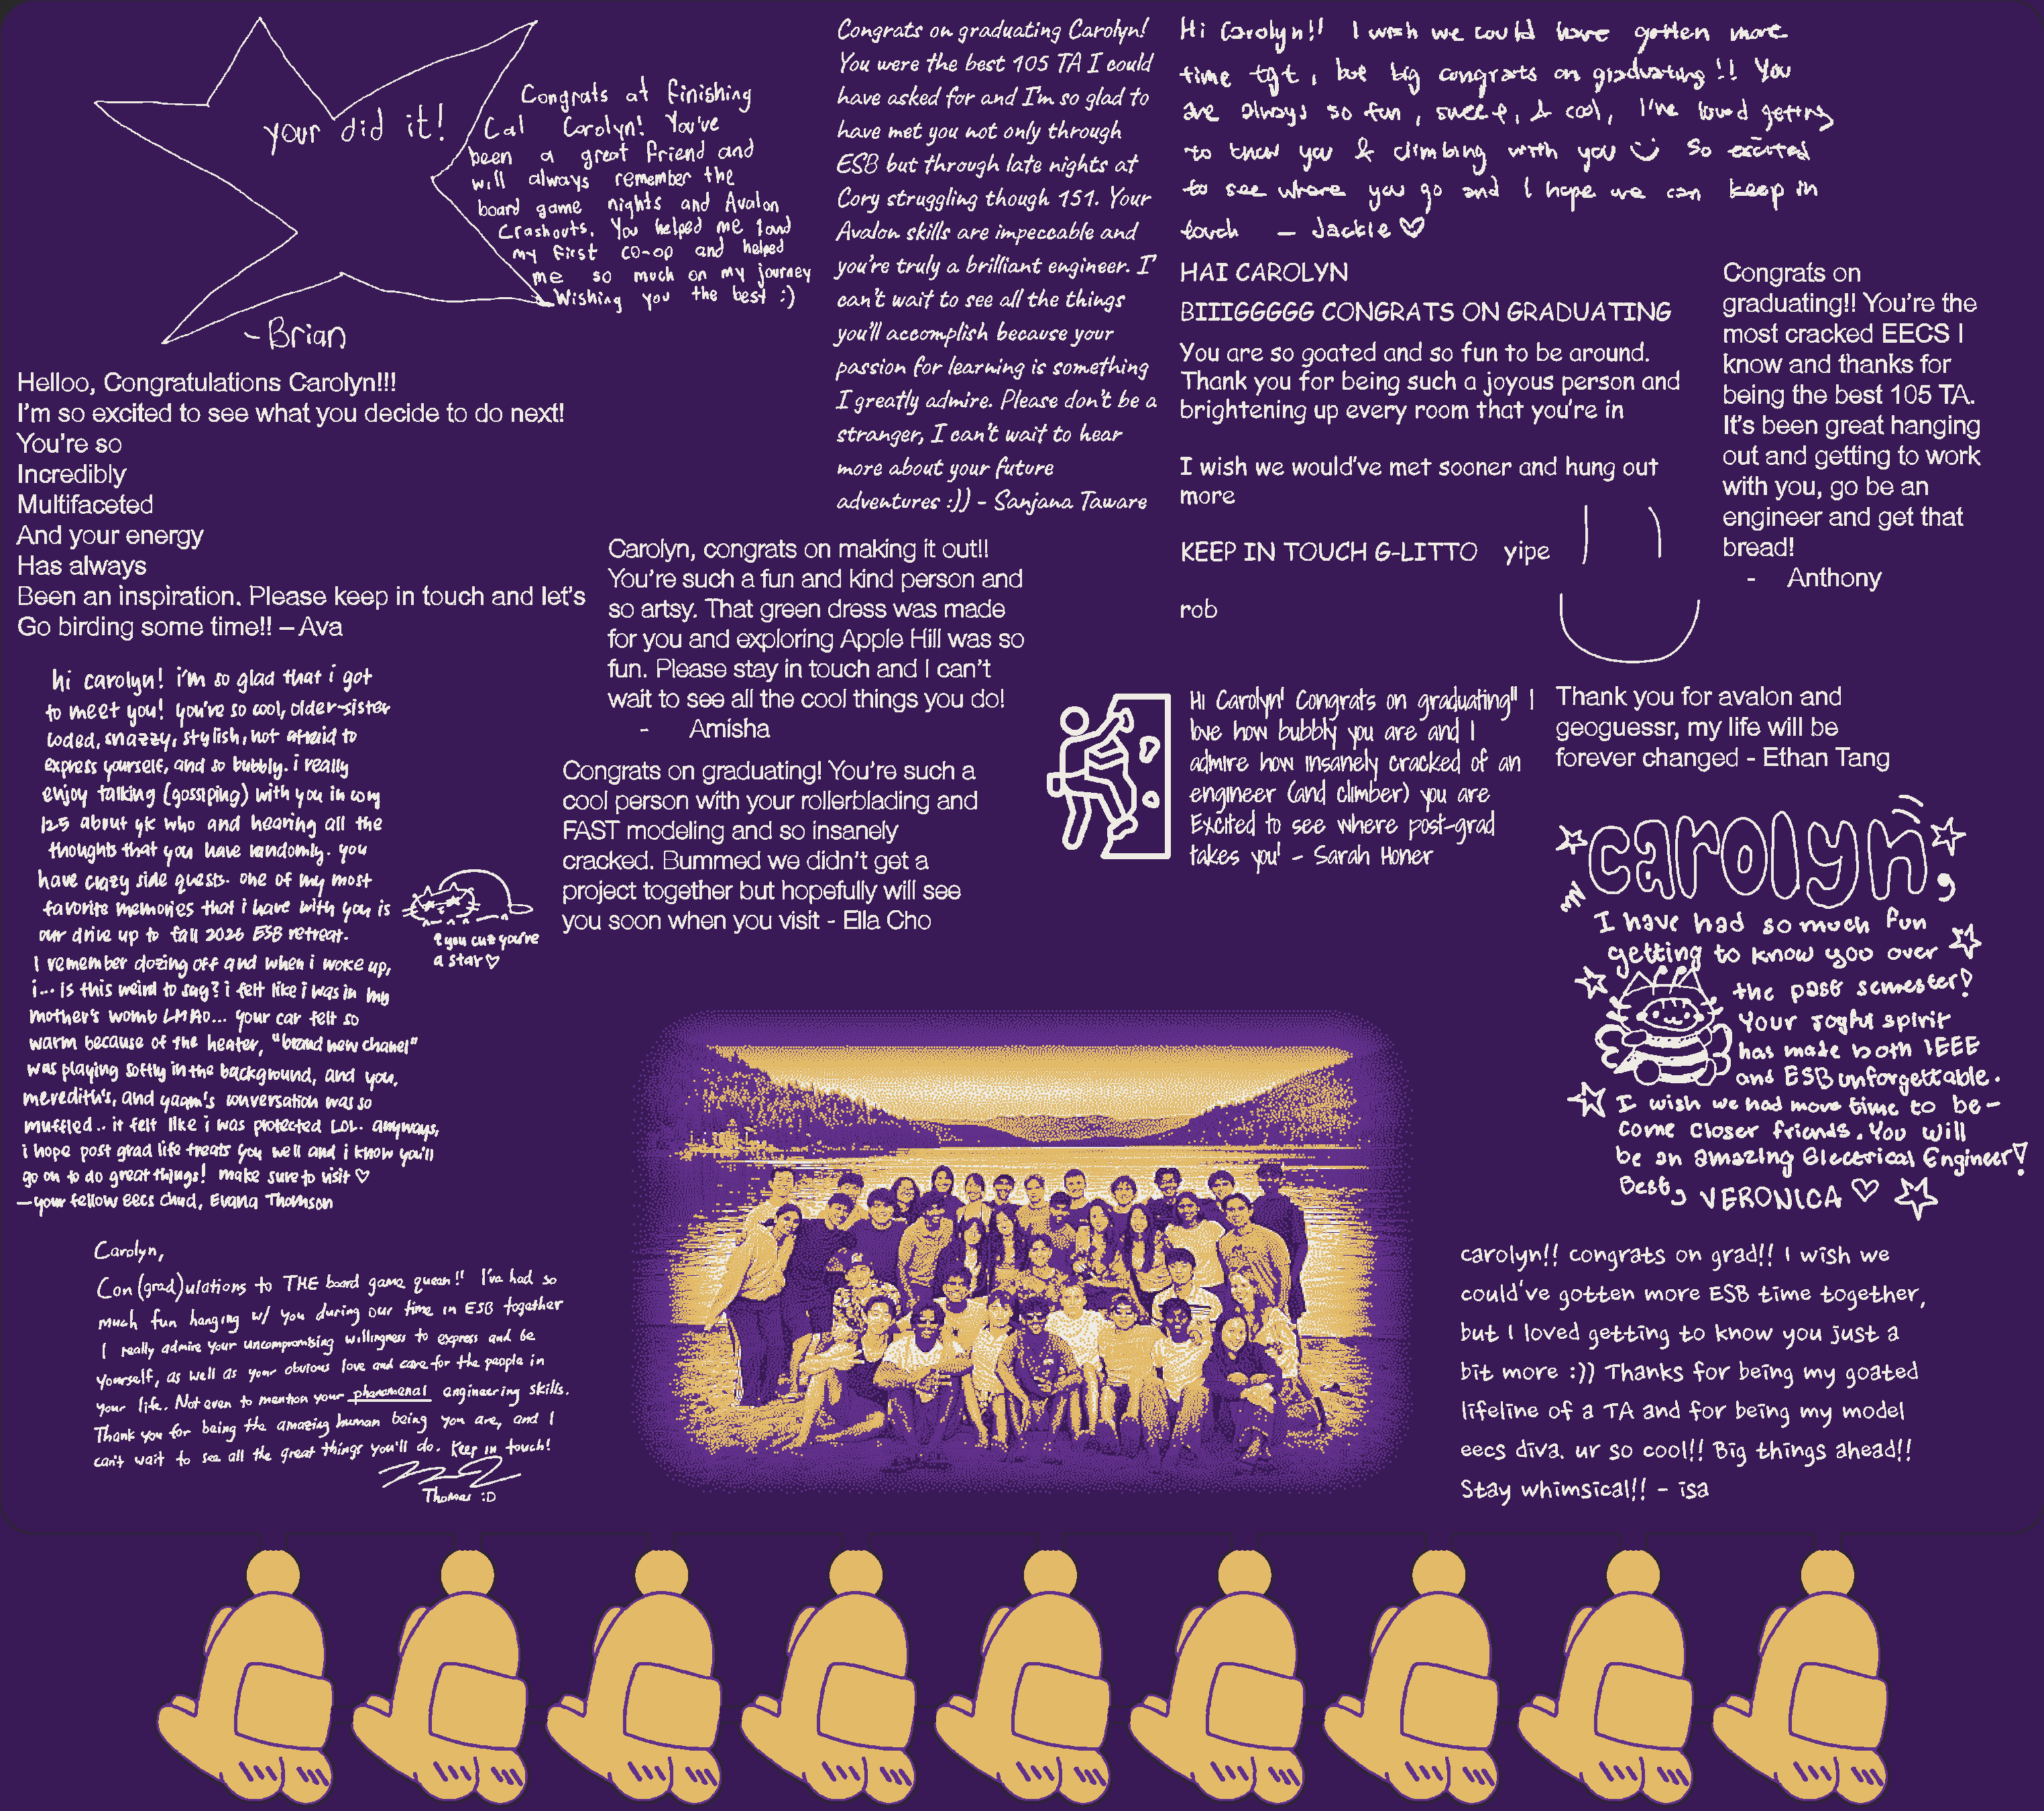 your did it!
Congrats at finishing
Cal Carolyn! You've
been a great friend and
will always remember the
board game nights and Avalon
Crashouts. You helped me land
my first co-op and helped
me so much on my journey
Wishing you the best :)
-Brian
Congrats on graduating Carolyn!
You were the best 105 TA I could
have asked for and I'm so glad to
have met you not only through
ESB but through late nights at
Cory struggling though 151. Your
Avalon skills are impeccable and
you're truly a brilliant engineer. I
can't wait to see all the things
you'll accomplish because your
passion for learning is something
I greatly admire. Please don't be a
stranger, I can't wait to hear
more about your future
adventures :)) - Sanjana Taware
Hi Carolyn!! I wish we could have gotten more
time tgt, but big congrats on graduating!! You
are always so fun, sweet, & cool, I've loved getting
to know you & climbing with you :) So excited
to see where you go and I hope we can keep in
touch — Jackie ♡
HAI CAROLYN
BIIIGGGGG CONGRATS ON GRADUATING
You are so goated and so fun to be around.
Thank you for being such a joyous person and
brightening up every room that you're in
I wish we would've met sooner and hung out
more
KEEP IN TOUCH G-LITTO yipe
rob
Congrats on
graduating!! You're the
most cracked EECS I
know and thanks for
being the best 105 TA.
It's been great hanging
out and getting to work
with you, go be an
engineer and get that
bread!
- Anthony
Helloo, Congratulations Carolyn!!!
I'm so excited to see what you decide to do next!
You're so
Incredibly
Multifaceted
And your energy
Has always
Been an inspiration. Please keep in touch and let's
Go birding some time!! – Ava
Carolyn, congrats on making it out!!
You're such a fun and kind person and
so artsy. That green dress was made
for you and exploring Apple Hill was so
fun. Please stay in touch and I can't
wait to see all the cool things you do!
- Amisha
hi carolyn! i'm so glad that i got
to meet you! you're so cool, older-sister
coded, snazzy, stylish, not afraid to
express yourself, and so bubbly. i really
enjoy talking (gossiping) with you in cory
125 about yk who and hearing all the
thoughts that you have randomly. you
have crazy side quests. one of my most
favorite memories that i have with you is
our drive up to fall 2026 ESB retreat.
I remember dozing off and when i woke up,
i... is this weird to say? i felt like i was in my
mother's womb LMAO... your car felt so
warm because of the heater, "brand new chanel"
was playing softly in the background, and you,
meredith's, and yaqm's conversation was so
muffled.. it felt like i was protected LOL. anyways,
i hope post grad life treats you well and i know you'll
go on to do great things! make sure to visit ♡
—your fellow eecs chud, Evana Thomson
you cuz you're
a star ♡
Congrats on graduating! You're such a
cool person with your rollerblading and
FAST modeling and so insanely
cracked. Bummed we didn't get a
project together but hopefully will see
you soon when you visit - Ella Cho
Hi Carolyn! Congrats on graduating!! I
love how bubbly you are and I
admire how insanely cracked of an
engineer (and climber) you are
Excited to see where post-grad
takes you! - Sarah Honer
Thank you for avalon and
geoguessr, my life will be
forever changed - Ethan Tang
carolyn,
I have had so much fun
getting to know you over
the past semester!
Your joyful spirit
has made both IEEE
and ESB unforgettable.
I wish we had more time to be-
come closer friends. You will
be an amazing Electrical Engineer!
Best, VERONICA ♡
Carolyn,
Con(grad)ulations to THE board game queen!! I've had so
much fun hanging w/ you during our time in ESB together
I really admire your uncompromising willingness to express and be
yourself, as well as your obvious love and care for the people in
your life. Not even to mention your phenomenal engineering skills.
Thank you for being the amazing human being you are, and I
can't wait to see all the great things you'll do. Keep in touch!
Thomas :D
carolyn!! congrats on grad!! I wish we
could've gotten more ESB time together,
but I loved getting to know you just a
bit more :)) Thanks for being my goated
lifeline of a TA and for being my model
eecs diva. ur so cool!! Big things ahead!!
Stay whimsical!! - isa